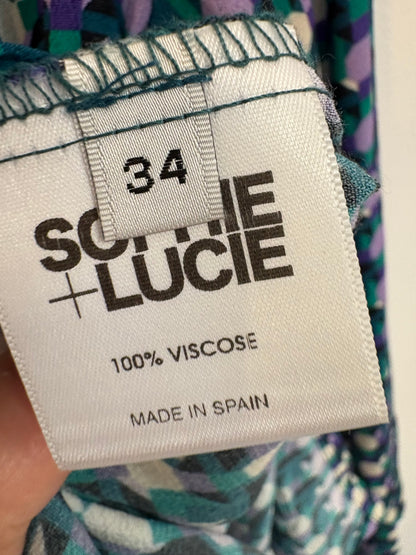 34
SOPHIE
+LUCIE
100% VISCOSE
MADE IN SPAIN